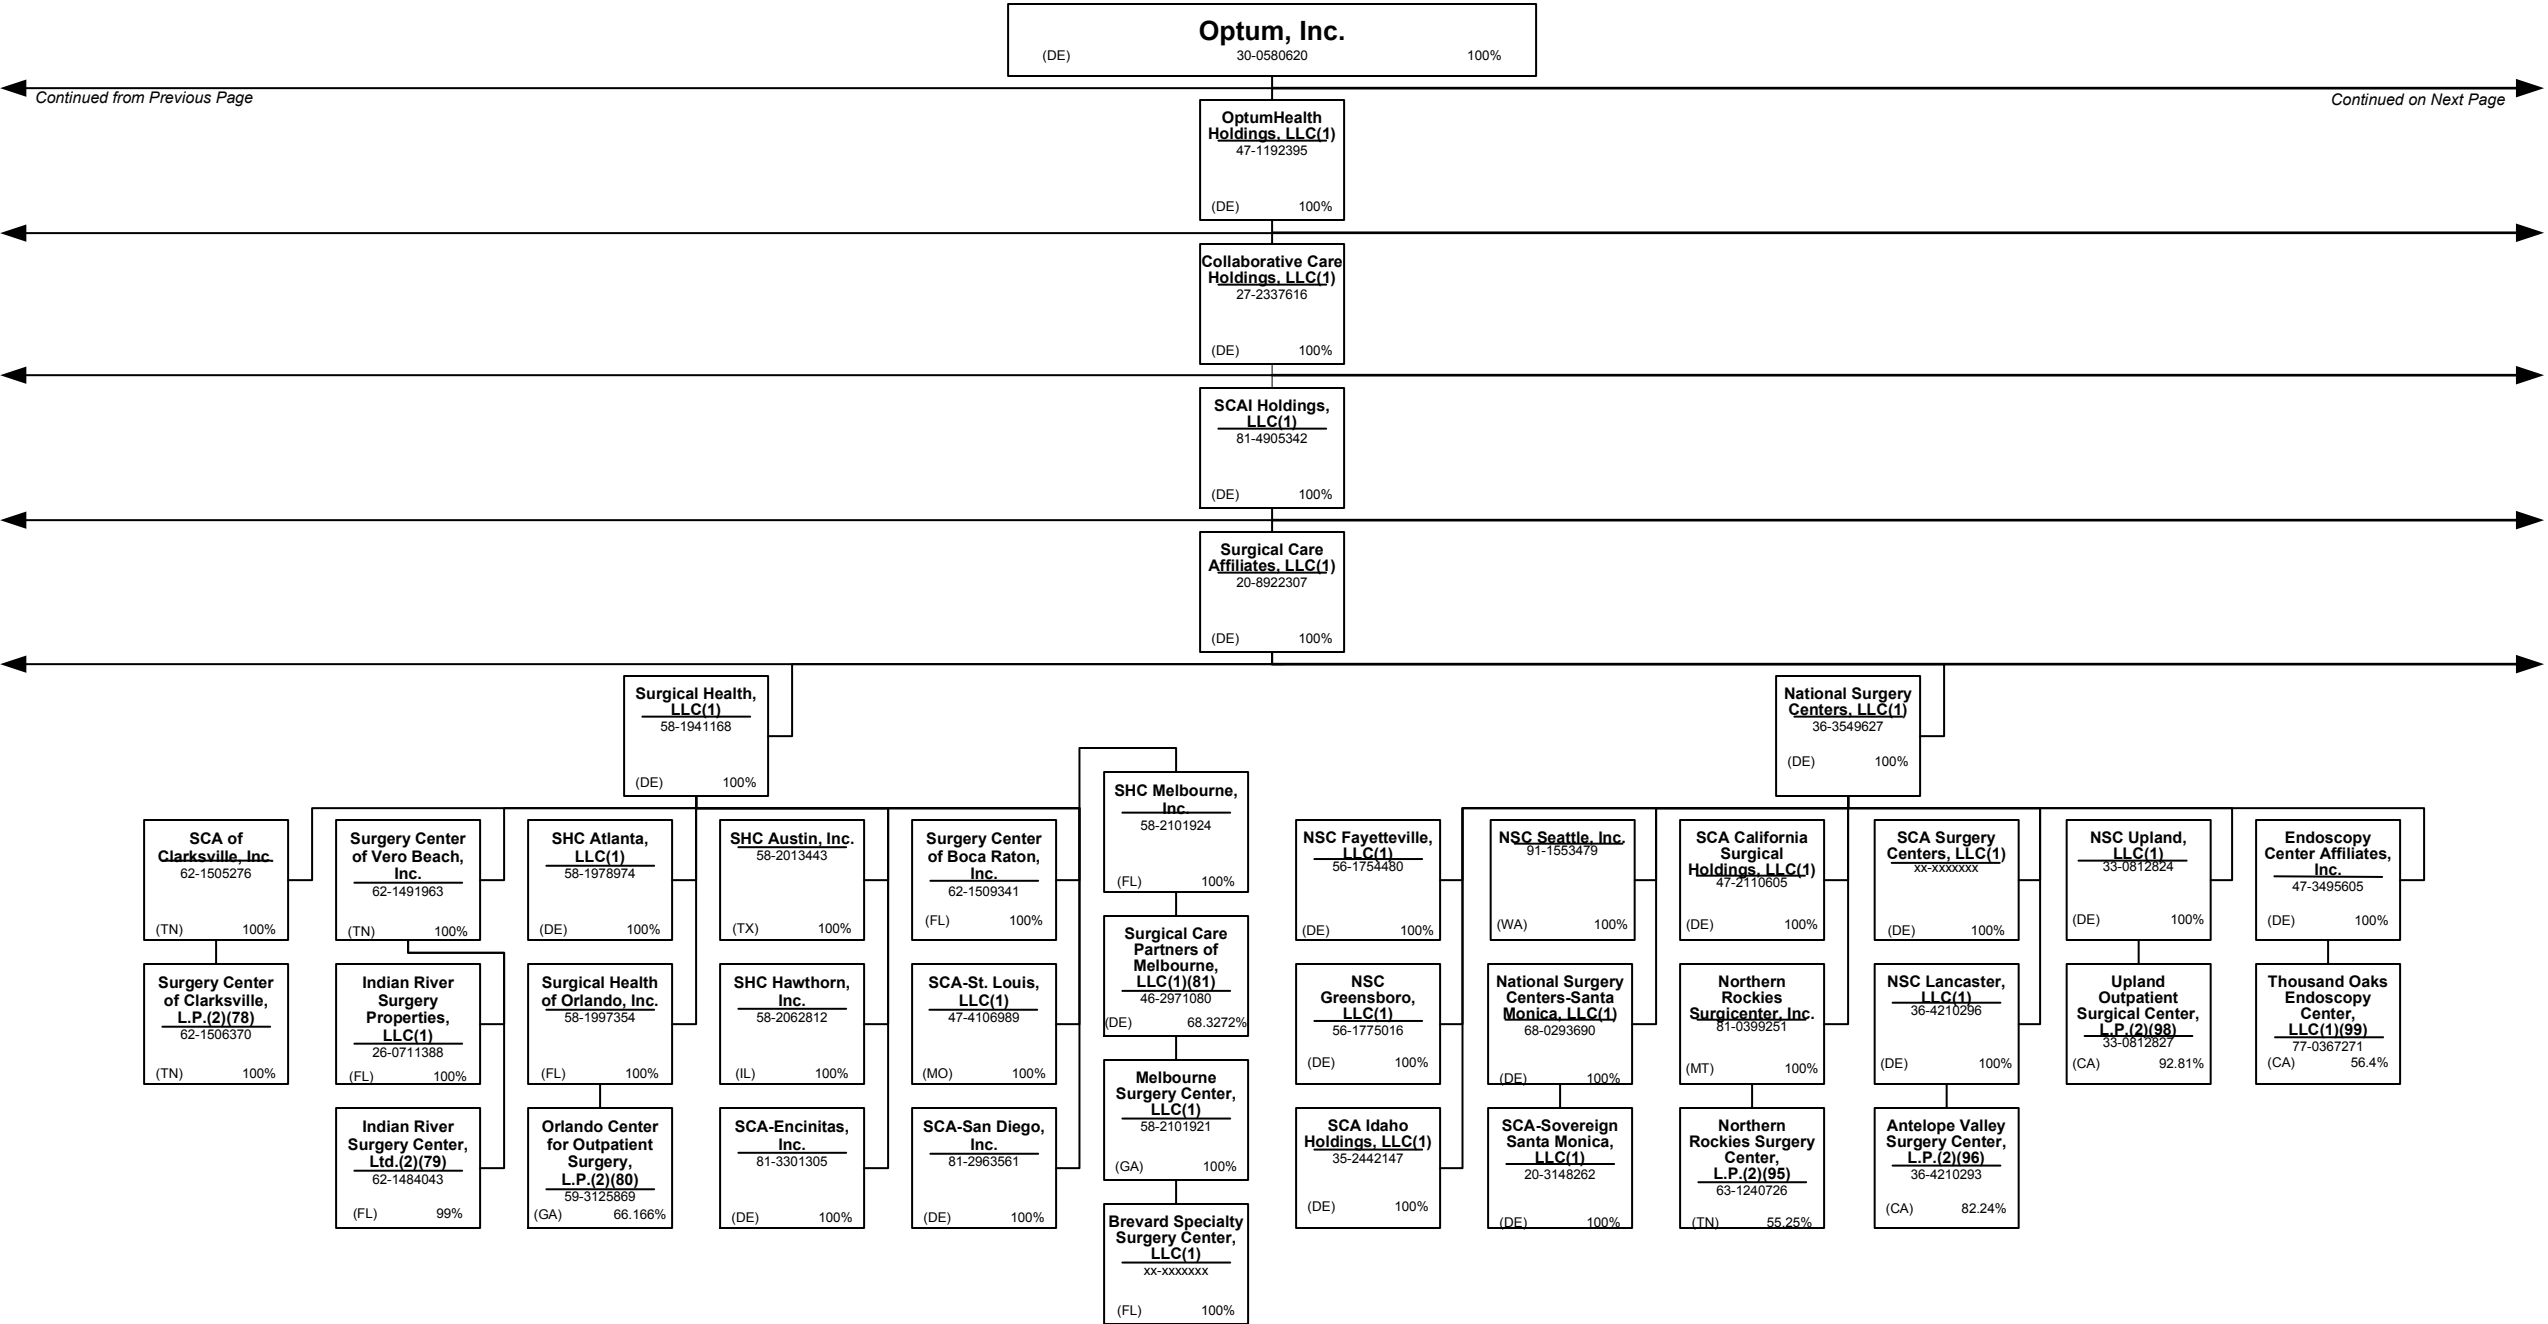 Optum, Inc.
(DE) 30-0580620 100%
Continued from Previous Page
Continued on Next Page
OptumHealth
Holdings, LLC(1)
47-1192395
(DE) 100%
Collaborative Care
Holdings, LLC(1)
27-2337616
(DE) 100%
SCAI Holdings,
LLC(1)
81-4905342
(DE) 100%
Surgical Care
Affiliates, LLC(1)
20-8922307
(DE) 100%
Surgical Health,
LLC(1)
58-1941168
(DE) 100%
National Surgery
Centers, LLC(1)
36-3549627
(DE) 100%
SCA of
Clarksville, Inc.
62-1505276
(TN) 100%
Surgery Center
of Clarksville,
L.P.(2)(78)
62-1506370
(TN) 100%
Surgery Center
of Vero Beach,
Inc.
62-1491963
(TN) 100%
Indian River
Surgery
Properties,
LLC(1)
26-0711388
(FL) 100%
Indian River
Surgery Center,
Ltd.(2)(79)
62-1484043
(FL) 99%
SHC Atlanta,
LLC(1)
58-1978974
(DE) 100%
Surgical Health
of Orlando, Inc.
58-1997354
(FL) 100%
Orlando Center
for Outpatient
Surgery,
L.P.(2)(80)
59-3125869
(GA) 66.166%
SHC Austin, Inc.
58-2013443
(TX) 100%
SHC Hawthorn,
Inc.
58-2062812
(IL) 100%
SCA-Encinitas,
Inc.
81-3301305
(DE) 100%
Surgery Center
of Boca Raton,
Inc.
62-1509341
(FL) 100%
SCA-St. Louis,
LLC(1)
47-4106989
(MO) 100%
SCA-San Diego,
Inc.
81-2963561
(DE) 100%
SHC Melbourne,
Inc.
58-2101924
(FL) 100%
Surgical Care
Partners of
Melbourne,
LLC(1)(81)
46-2971080
(DE) 68.3272%
Melbourne
Surgery Center,
LLC(1)
58-2101921
(GA) 100%
Brevard Specialty
Surgery Center,
LLC(1)
xx-xxxxxxx
(FL) 100%
NSC Fayetteville,
LLC(1)
56-1754480
(DE) 100%
NSC
Greensboro,
LLC(1)
56-1775016
(DE) 100%
SCA Idaho
Holdings, LLC(1)
35-2442147
(DE) 100%
NSC Seattle, Inc.
91-1553479
(WA) 100%
National Surgery
Centers-Santa
Monica, LLC(1)
68-0293690
(DE) 100%
SCA-Sovereign
Santa Monica,
LLC(1)
20-3148262
(DE) 100%
SCA California
Surgical
Holdings, LLC(1)
47-2110605
(DE) 100%
Northern
Rockies
Surgicenter, Inc.
81-0399251
(MT) 100%
Northern
Rockies Surgery
Center,
L.P.(2)(95)
63-1240726
(TN) 55.25%
SCA Surgery
Centers, LLC(1)
xx-xxxxxxx
(DE) 100%
NSC Lancaster,
LLC(1)
36-4210296
(DE) 100%
Antelope Valley
Surgery Center,
L.P.(2)(96)
36-4210293
(CA) 82.24%
NSC Upland,
LLC(1)
33-0812824
(DE) 100%
Upland
Outpatient
Surgical Center,
L.P.(2)(98)
33-0812827
(CA) 92.81%
Endoscopy
Center Affiliates,
Inc.
47-3495605
(DE) 100%
Thousand Oaks
Endoscopy
Center,
LLC(1)(99)
77-0367271
(CA) 56.4%